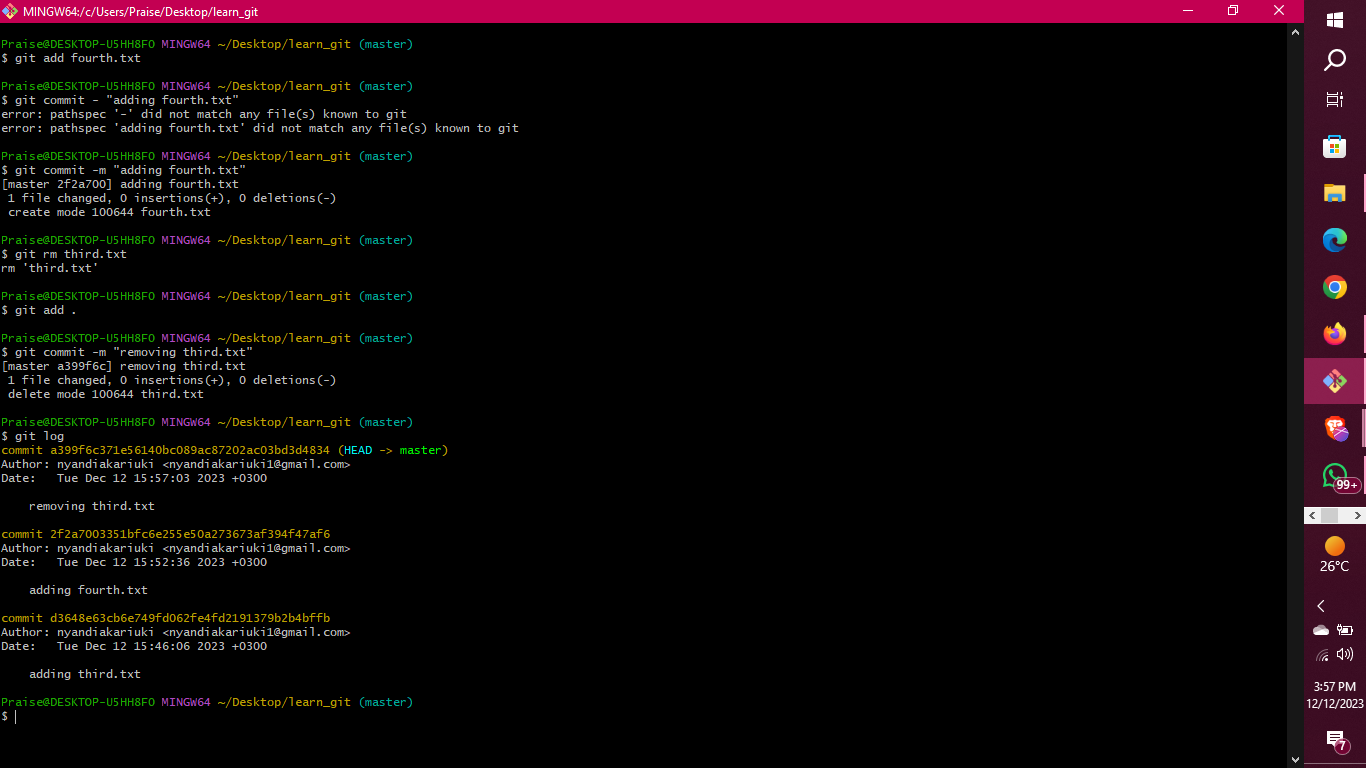 MINGW64:/c/Users/Praise/Desktop/learn_git
Praise@DESKTOP-U5HH8FO MINGW64 ~/Desktop/learn_git (master)
$ git add fourth.txt
Praise@DESKTOP-U5HH8FO MINGW64 ~/Desktop/learn_git (master)
$ git commit - "adding fourth.txt"
error: pathspec '-' did not match any file(s) known to git
error: pathspec 'adding fourth.txt' did not match any file(s) known to git
Praise@DESKTOP-U5HH8FO MINGW64 ~/Desktop/learn_git (master)
$ git commit -m "adding fourth.txt"
[master 2f2a700] adding fourth.txt
1 file changed, 0 insertions(+), 0 deletions(-)
create mode 100644 fourth.txt
Praise@DESKTOP-U5HH8FO MINGW64 ~/Desktop/learn_git (master)
$ git rm third.txt
rm 'third.txt'
Praise@DESKTOP-U5HH8FO MINGW64 ~/Desktop/learn_git (master)
$ git add .
Praise@DESKTOP-U5HH8FO MINGW64 ~/Desktop/learn_git (master)
$ git commit -m "removing third.txt"
[master a399f6c] removing third.txt
1 file changed, 0 insertions(+), 0 deletions(-)
delete mode 100644 third.txt
Praise@DESKTOP-U5HH8FO MINGW64 ~/Desktop/learn_git (master)
$ git log
commit a399f6c371e56140bc089ac87202ac03bd3d4834 (HEAD -> master)
Author: nyandiakariuki <nyandiakariuki1@gmail.com>
Date:   Tue Dec 12 15:57:03 2023 +0300
removing third.txt
commit 2f2a7003351bfc6e255e50a273673af394f47af6
Author: nyandiakariuki <nyandiakariuki1@gmail.com>
Date:   Tue Dec 12 15:52:36 2023 +0300
adding fourth.txt
commit d3648e63cb6e749fd062fe4fd2191379b2b4bffb
Author: nyandiakariuki <nyandiakariuki1@gmail.com>
Date:   Tue Dec 12 15:46:06 2023 +0300
adding third.txt
Praise@DESKTOP-U5HH8FO MINGW64 ~/Desktop/learn_git (master)
$
99+
26°C
3:57 PM
12/12/2023
7